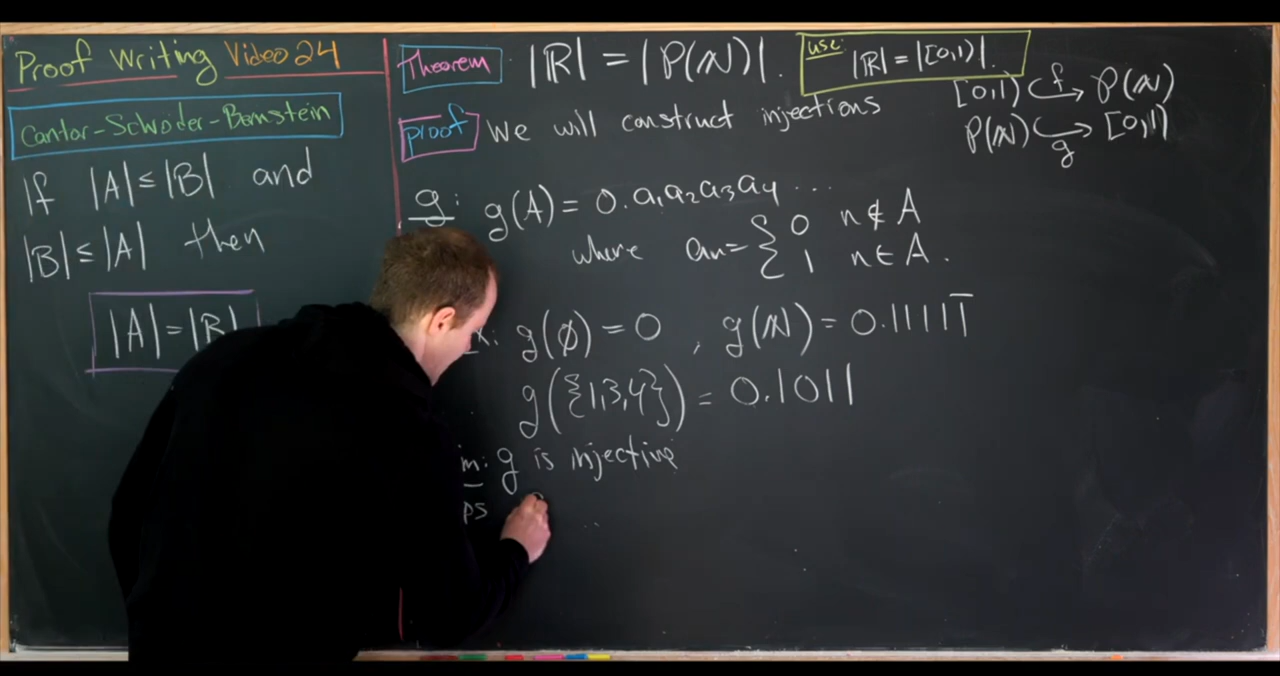 Proof Writing Video 24
Cantor-Schroder-Bernstein
If |A| ≤ |B| and
|B| ≤ |A| then
|A| = |B|
Theorem |ℝ| = |P(ℕ)|.
use: |ℝ| = |[0,1)|.
Proof We will construct injections
[0,1) f P(ℕ)
P(ℕ) g [0,1)
g: g(A) = 0.a₁a₂a₃a₄...
where aₙ = { 0 n ∉ A
1 n ∈ A.
x: g(∅) = 0, g(ℕ) = 0.1111̅
g({1,3,4}) = 0.1011
m: g is injective
ps